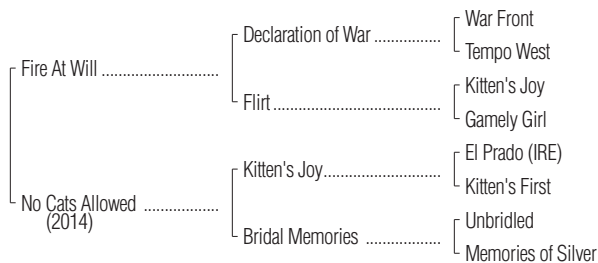 War Front
Declaration of War ................
Tempo West
Fire At Will ............................
Kitten's Joy
Flirt .........................................
Gamely Girl
El Prado (IRE)
Kitten's Joy.............................
Kitten's First
No Cats Allowed ..................
(2014)
Unbridled
Bridal Memories ..................
Memories of Silver